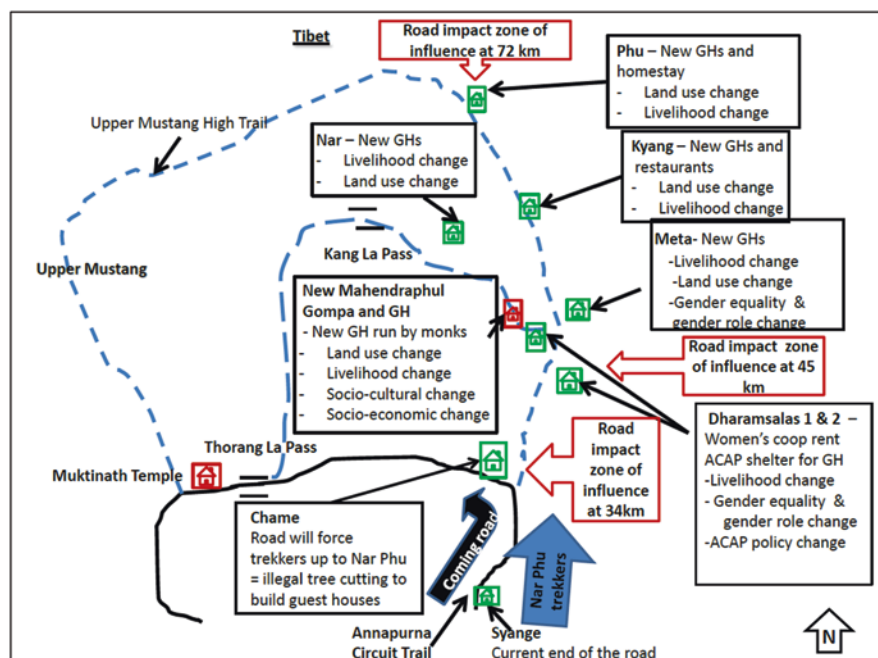 Tibet
Road impact zone of
influence at 72 km
Phu – New GHs and
homestay
- Land use change
- Livelihood change
Upper Mustang High Trail
Nar – New GHs
- Livelihood change
- Land use change
Kyang – New GHs and
restaurants
- Land use change
- Livelihood change
Kang La Pass
Upper Mustang
Meta- New GHs
-Livelihood change
-Land use change
-Gender equality &
gender role change
New Mahendraphul
Gompa and GH
- New GH run by monks
- Land use change
- Livelihood change
- Socio-cultural change
- Socio-economic change
Road impact zone
of influence at 45
km
Dharamsalas 1 & 2 –
Women's coop rent
ACAP shelter for GH
-Livelihood change
- Gender equality &
gender role change
-ACAP policy change
Thorang La Pass
Muktinath Temple
Road
impact
zone of
influence
at 34km
Chame
Road will force
trekkers up to Nar Phu
= illegal tree cutting to
build guest houses
Coming road
Nar Phu
trekkers
Annapurna
Circuit Trail
Syange
Current end of the road
N